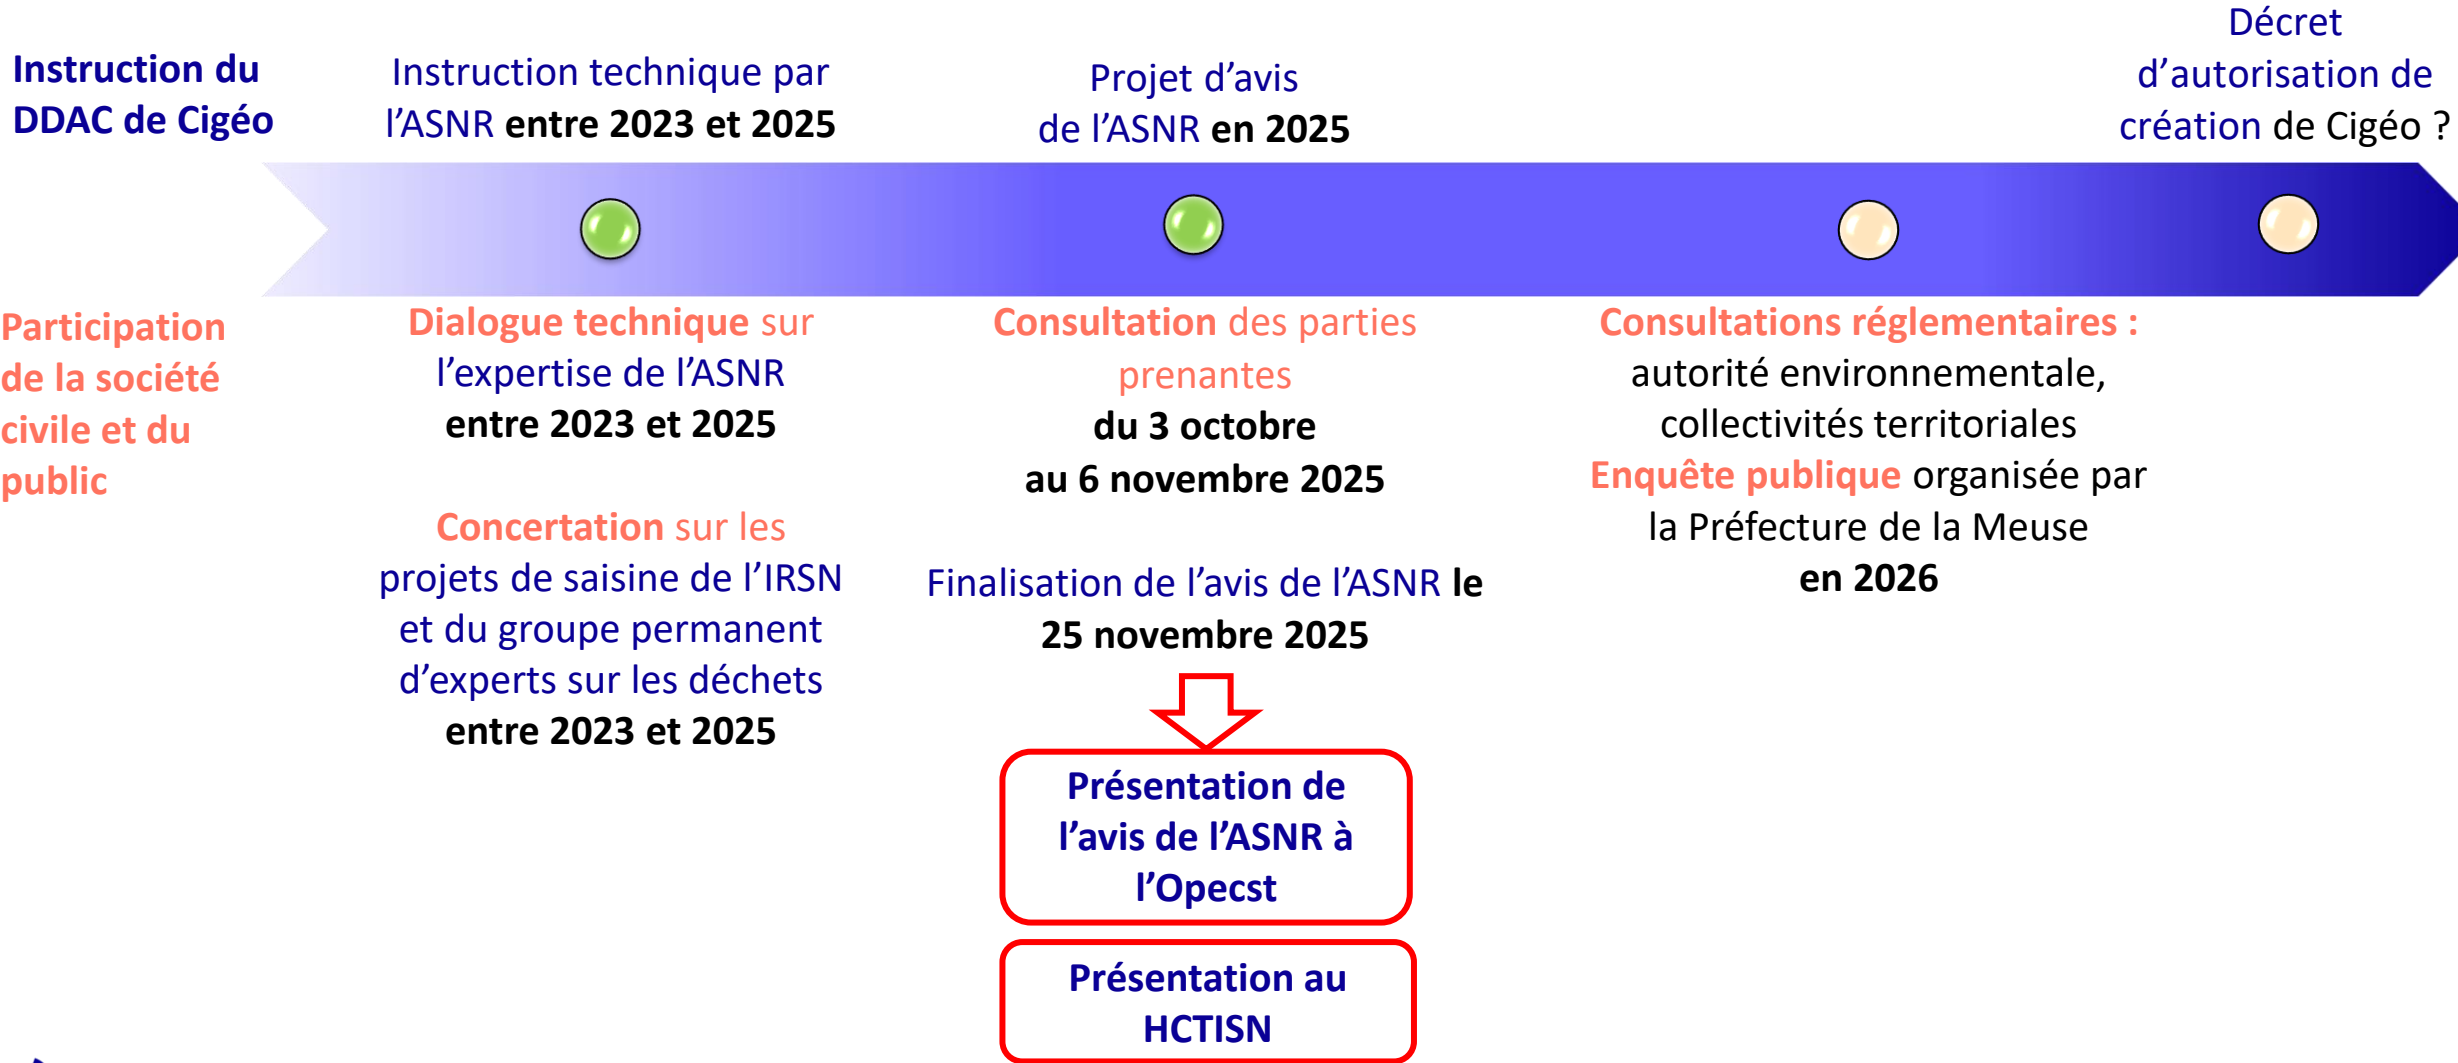 Instruction du
DDAC de Cigéo
Instruction technique par
l'ASNR entre 2023 et 2025
Projet d'avis
de l'ASNR en 2025
Décret
d'autorisation de
création de Cigéo ?
Participation
de la société
civile et du
public
Dialogue technique sur
l'expertise de l'ASNR
entre 2023 et 2025
Concertation sur les
projets de saisine de l'IRSN
et du groupe permanent
d'experts sur les déchets
entre 2023 et 2025
Consultation des parties
prenantes
du 3 octobre
au 6 novembre 2025
Finalisation de l'avis de l'ASNR le
25 novembre 2025
Présentation de
l'avis de l'ASNR à
l'Opecst
Présentation au
HCTISN
Consultations réglementaires :
autorité environnementale,
collectivités territoriales
Enquête publique organisée par
la Préfecture de la Meuse
en 2026